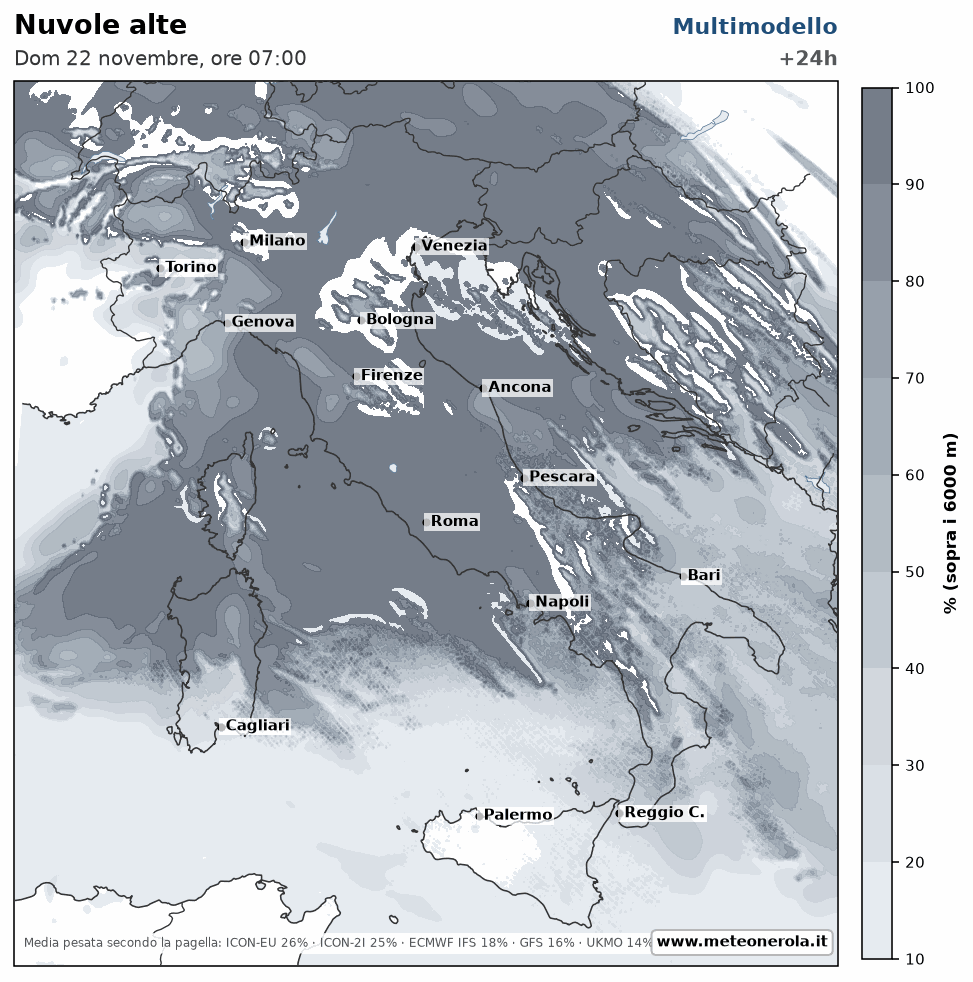 Nuvole alte
Multimodello
Dom 22 novembre, ore 07:00
+24h
100
90
80
70
60
50
40
30
20
10
% (sopra i 6000 m)
Milano
Venezia
Torino
Genova
Bologna
Firenze
Ancona
Pescara
Roma
Bari
Napoli
Cagliari
Palermo
Reggio C.
Media pesata secondo la pagella: ICON-EU 26% · ICON-2I 25% · ECMWF IFS 18% · GFS 16% · UKMO 14%
www.meteonerola.it